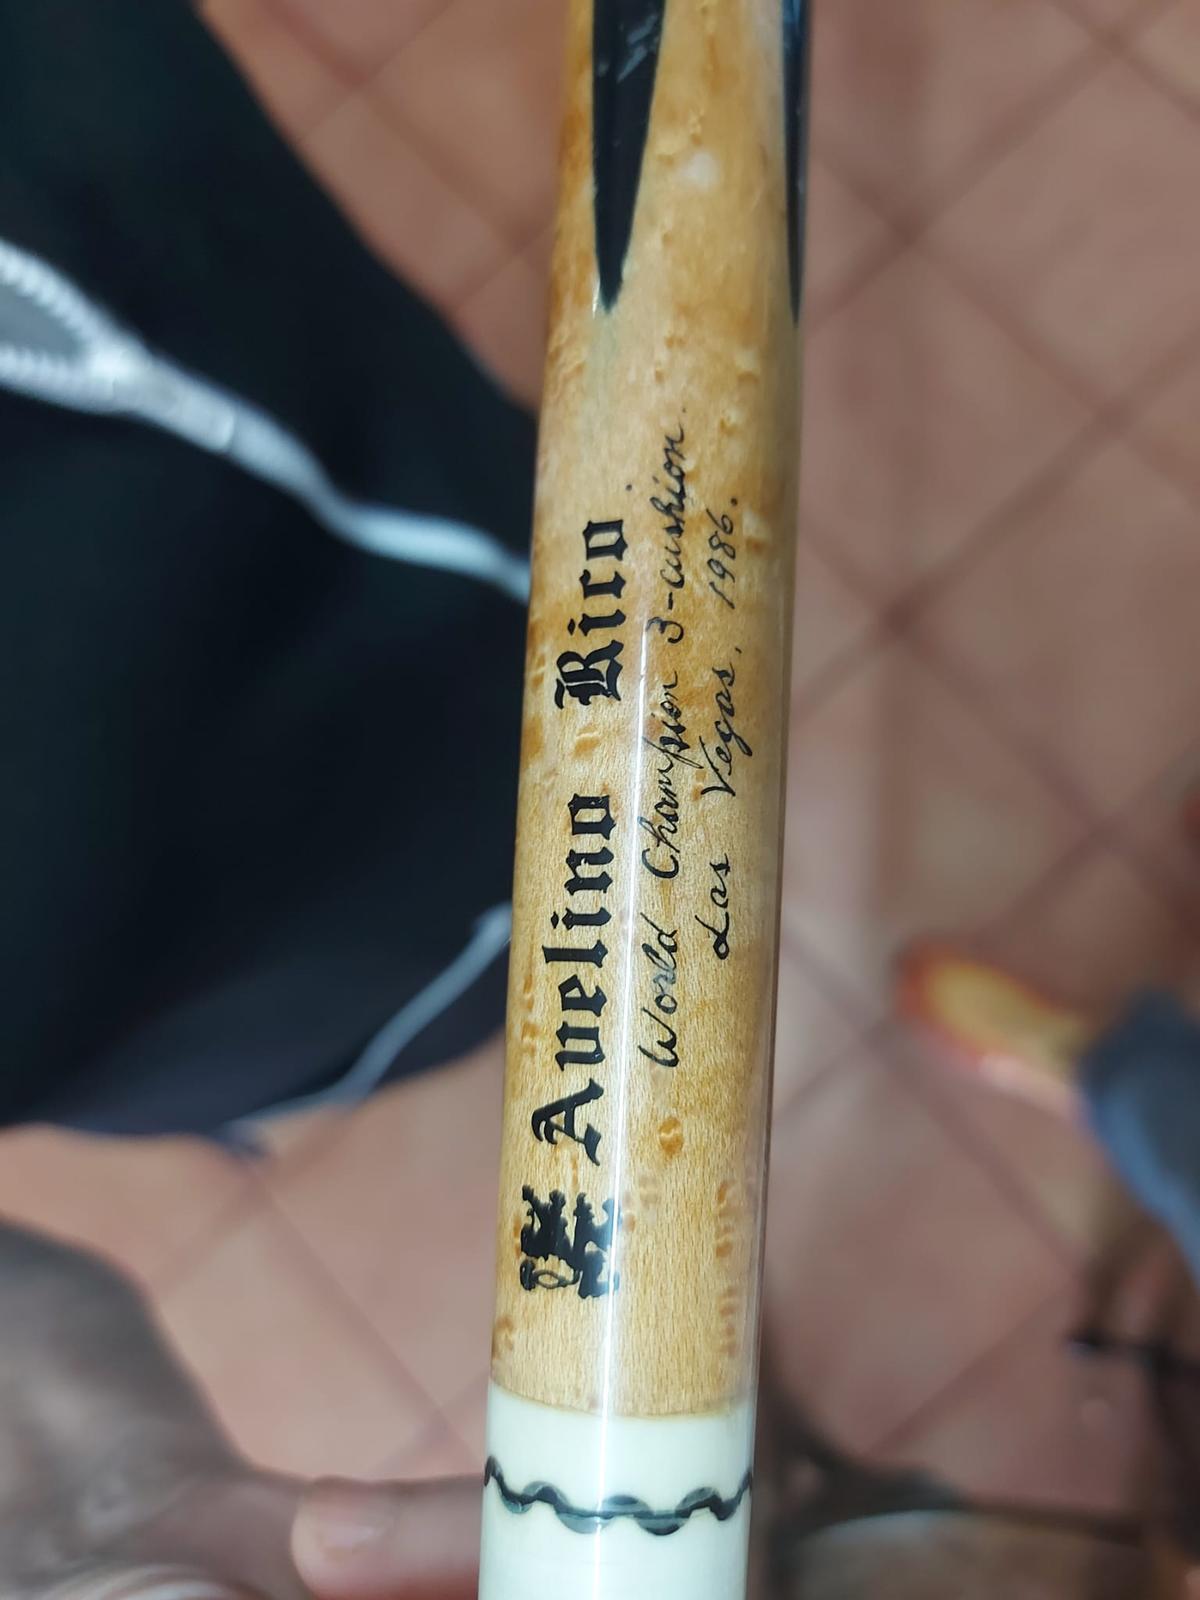 Avelino Rico
World Champion 3-cushion.
Las Vegas, 1986.